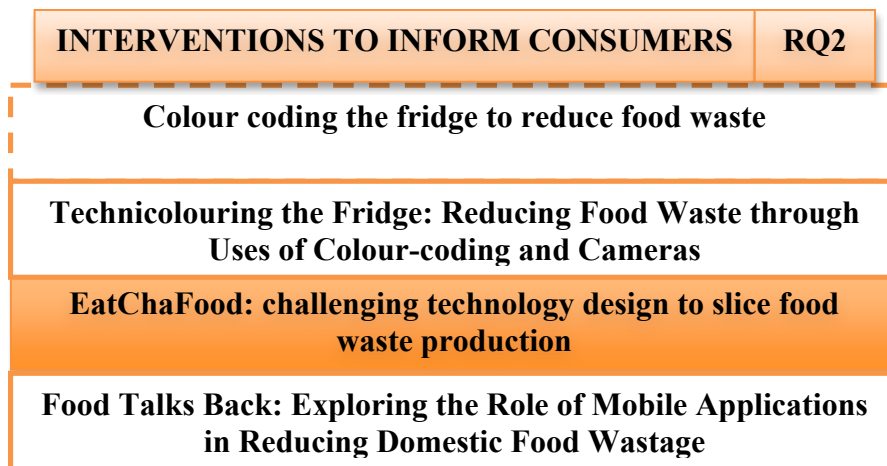 INTERVENTIONS TO INFORM CONSUMERS RQ2
Colour coding the fridge to reduce food waste
Technicolouring the Fridge: Reducing Food Waste through
Uses of Colour-coding and Cameras
EatChaFood: challenging technology design to slice food
waste production
Food Talks Back: Exploring the Role of Mobile Applications
in Reducing Domestic Food Wastage